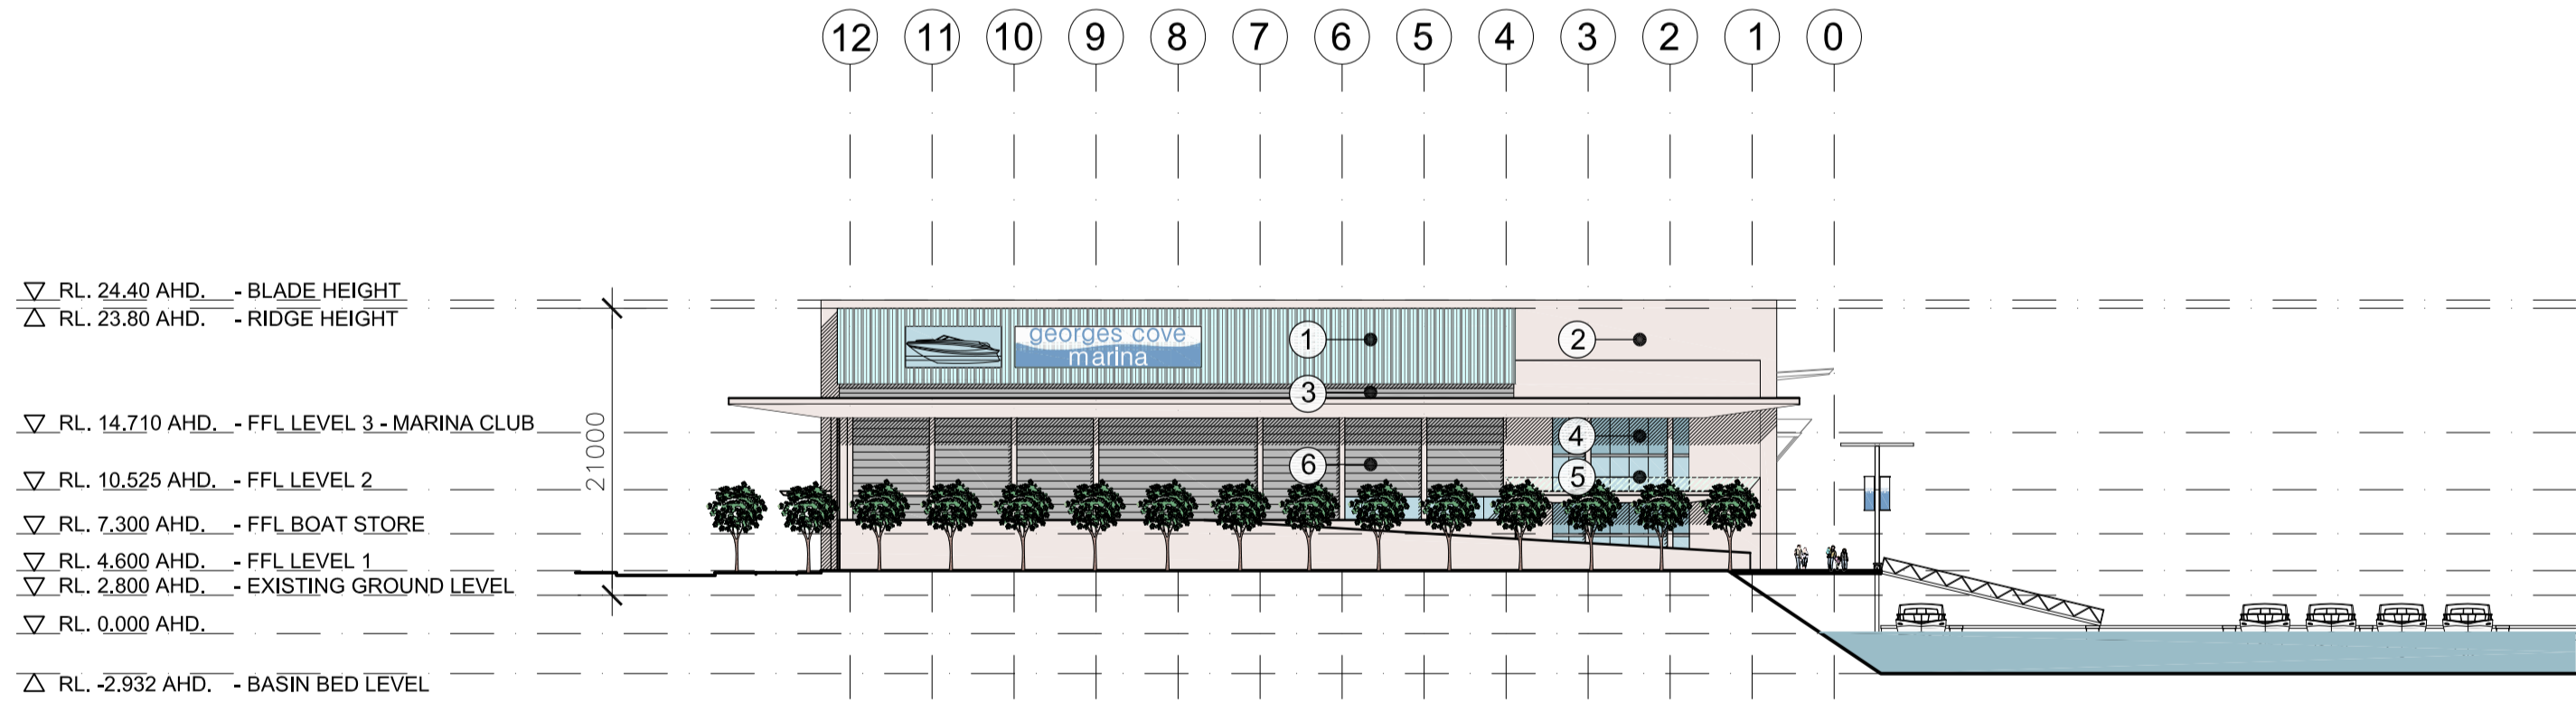 12 11 10 9 8 7 6 5 4 3 2 1 0
RL. 24.40 AHD. - BLADE HEIGHT
RL. 23.80 AHD. - RIDGE HEIGHT
georges cove
marina
1 2
3
RL. 14.710 AHD. - FFL LEVEL 3 - MARINA CLUB
21000
4
6
5
RL. 10.525 AHD. - FFL LEVEL 2
RL. 7.300 AHD. - FFL BOAT STORE
RL. 4.600 AHD. - FFL LEVEL 1
RL. 2.800 AHD. - EXISTING GROUND LEVEL
RL. 0.000 AHD.
RL. -2.932 AHD. - BASIN BED LEVEL